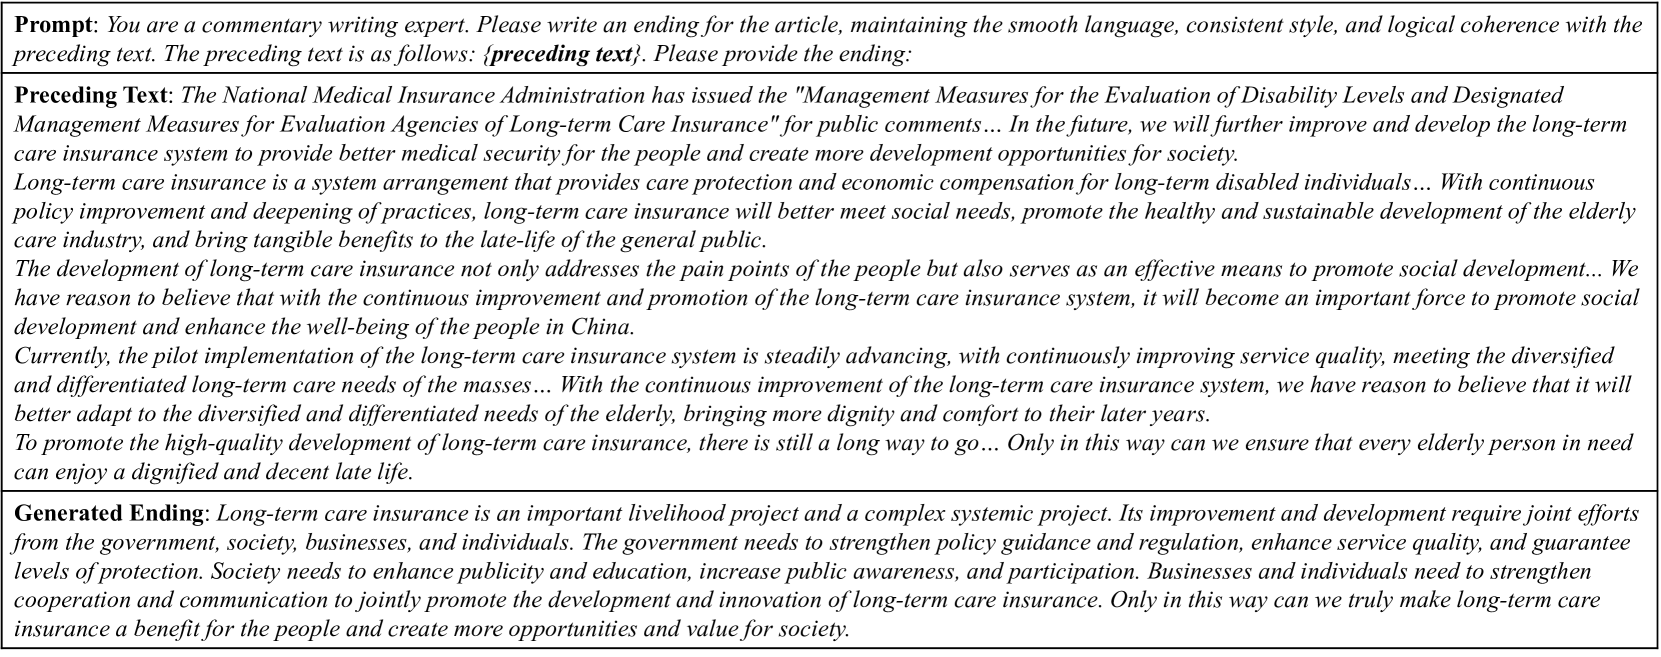 Prompt: You are a commentary writing expert. Please write an ending for the article, maintaining the smooth language, consistent style, and logical coherence with the
preceding text. The preceding text is as follows: {preceding text}. Please provide the ending:
Preceding Text: The National Medical Insurance Administration has issued the "Management Measures for the Evaluation of Disability Levels and Designated
Management Measures for Evaluation Agencies of Long-term Care Insurance" for public comments… In the future, we will further improve and develop the long-term
care insurance system to provide better medical security for the people and create more development opportunities for society.
Long-term care insurance is a system arrangement that provides care protection and economic compensation for long-term disabled individuals… With continuous
policy improvement and deepening of practices, long-term care insurance will better meet social needs, promote the healthy and sustainable development of the elderly
care industry, and bring tangible benefits to the late-life of the general public.
The development of long-term care insurance not only addresses the pain points of the people but also serves as an effective means to promote social development... We
have reason to believe that with the continuous improvement and promotion of the long-term care insurance system, it will become an important force to promote social
development and enhance the well-being of the people in China.
Currently, the pilot implementation of the long-term care insurance system is steadily advancing, with continuously improving service quality, meeting the diversified
and differentiated long-term care needs of the masses… With the continuous improvement of the long-term care insurance system, we have reason to believe that it will
better adapt to the diversified and differentiated needs of the elderly, bringing more dignity and comfort to their later years.
To promote the high-quality development of long-term care insurance, there is still a long way to go… Only in this way can we ensure that every elderly person in need
can enjoy a dignified and decent late life.
Generated Ending: Long-term care insurance is an important livelihood project and a complex systemic project. Its improvement and development require joint efforts
from the government, society, businesses, and individuals. The government needs to strengthen policy guidance and regulation, enhance service quality, and guarantee
levels of protection. Society needs to enhance publicity and education, increase public awareness, and participation. Businesses and individuals need to strengthen
cooperation and communication to jointly promote the development and innovation of long-term care insurance. Only in this way can we truly make long-term care
insurance a benefit for the people and create more opportunities and value for society.